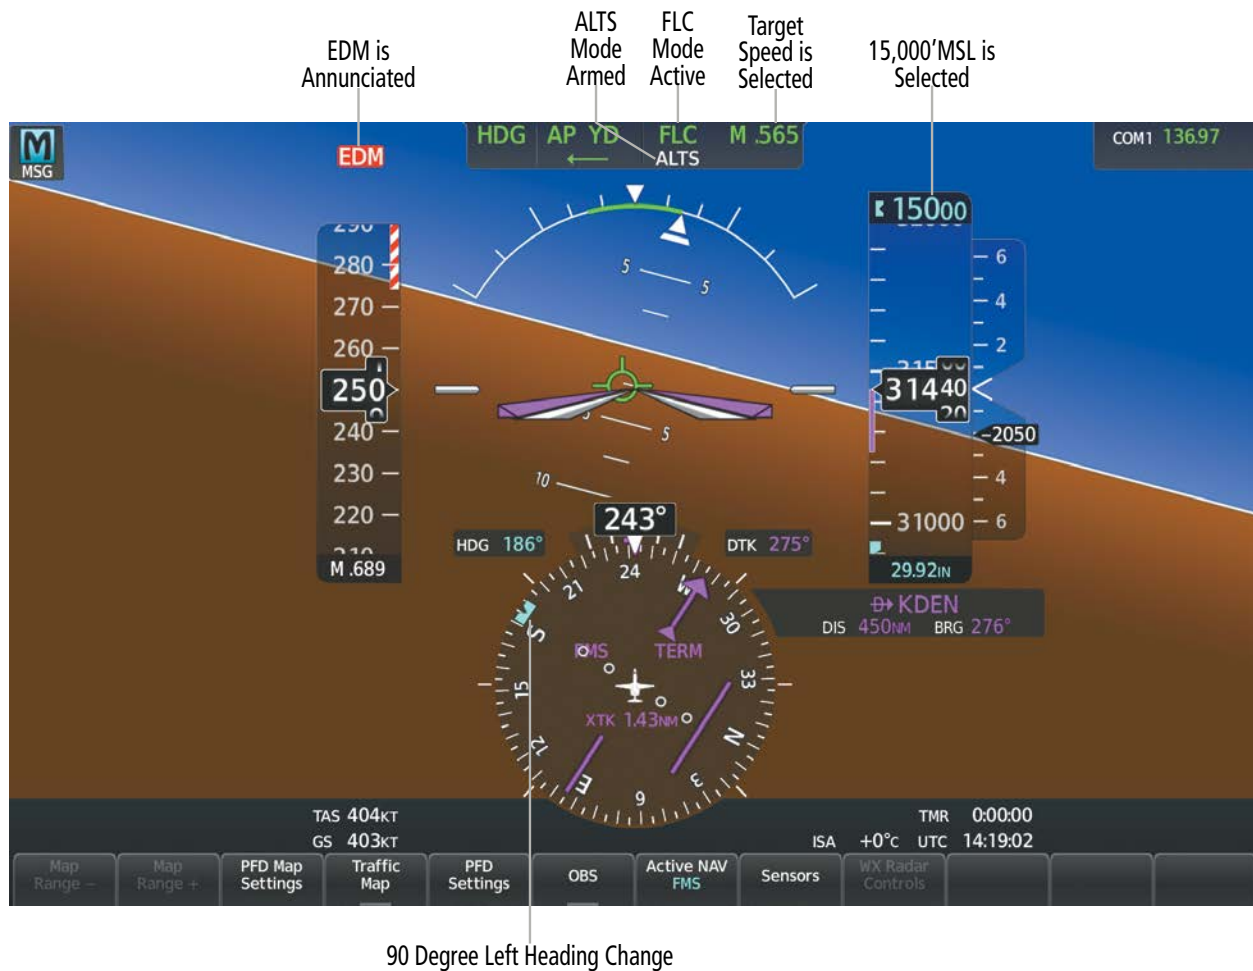 EDM is
Annunciated
ALTS
Mode
Armed
FLC
Mode
Active
Target
Speed is
Selected
15,000’MSL is
Selected
M
MSG
EDM
HDG AP YD FLC M .565
ALTS
COM1 136.97
15000
280
270
260
250
240
230
220
M .689
5 5
5 5
10
6
4
2
31440
20
-2050
4
31000
6
29.92IN
243°
HDG 186°
DTK 275°
KDEN
DIS 450NM BRG 276°
24
21
W
30
S
FMS TERM
33
15
XTK 1.43NM
N
12
E
3
6
TAS 404KT
GS 403KT
TMR 0:00:00
ISA +0°C UTC 14:19:02
Map
Range -
Map
Range +
PFD Map
Settings
Traffic
Map
PFD
Settings
OBS
Active NAV
FMS
Sensors
WX Radar
Controls
90 Degree Left Heading Change